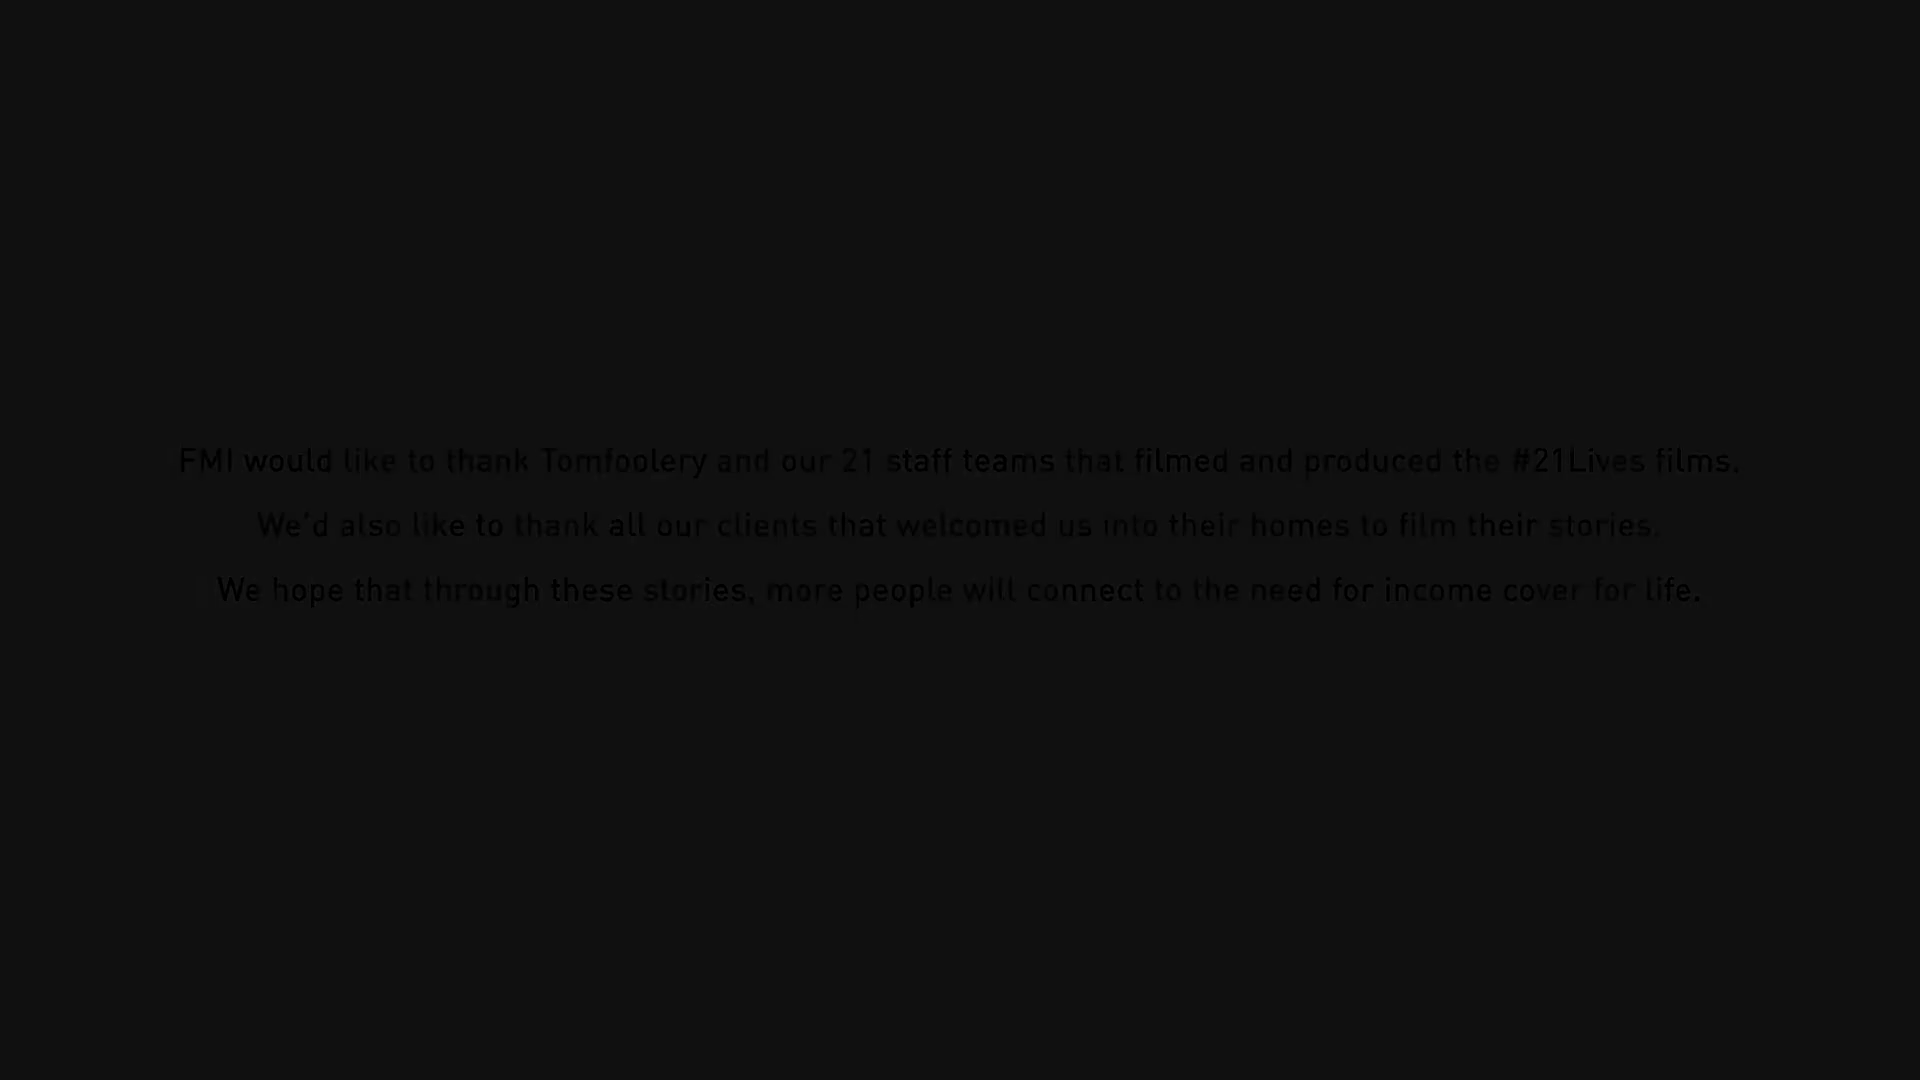 FMI would like to thank Tomfoolery and our 21 staff teams that filmed and produced the #21Lives films.
We'd also like to thank all our clients that welcomed us into their homes to film their stories.
We hope that through these stories, more people will connect to the need for income cover for life.